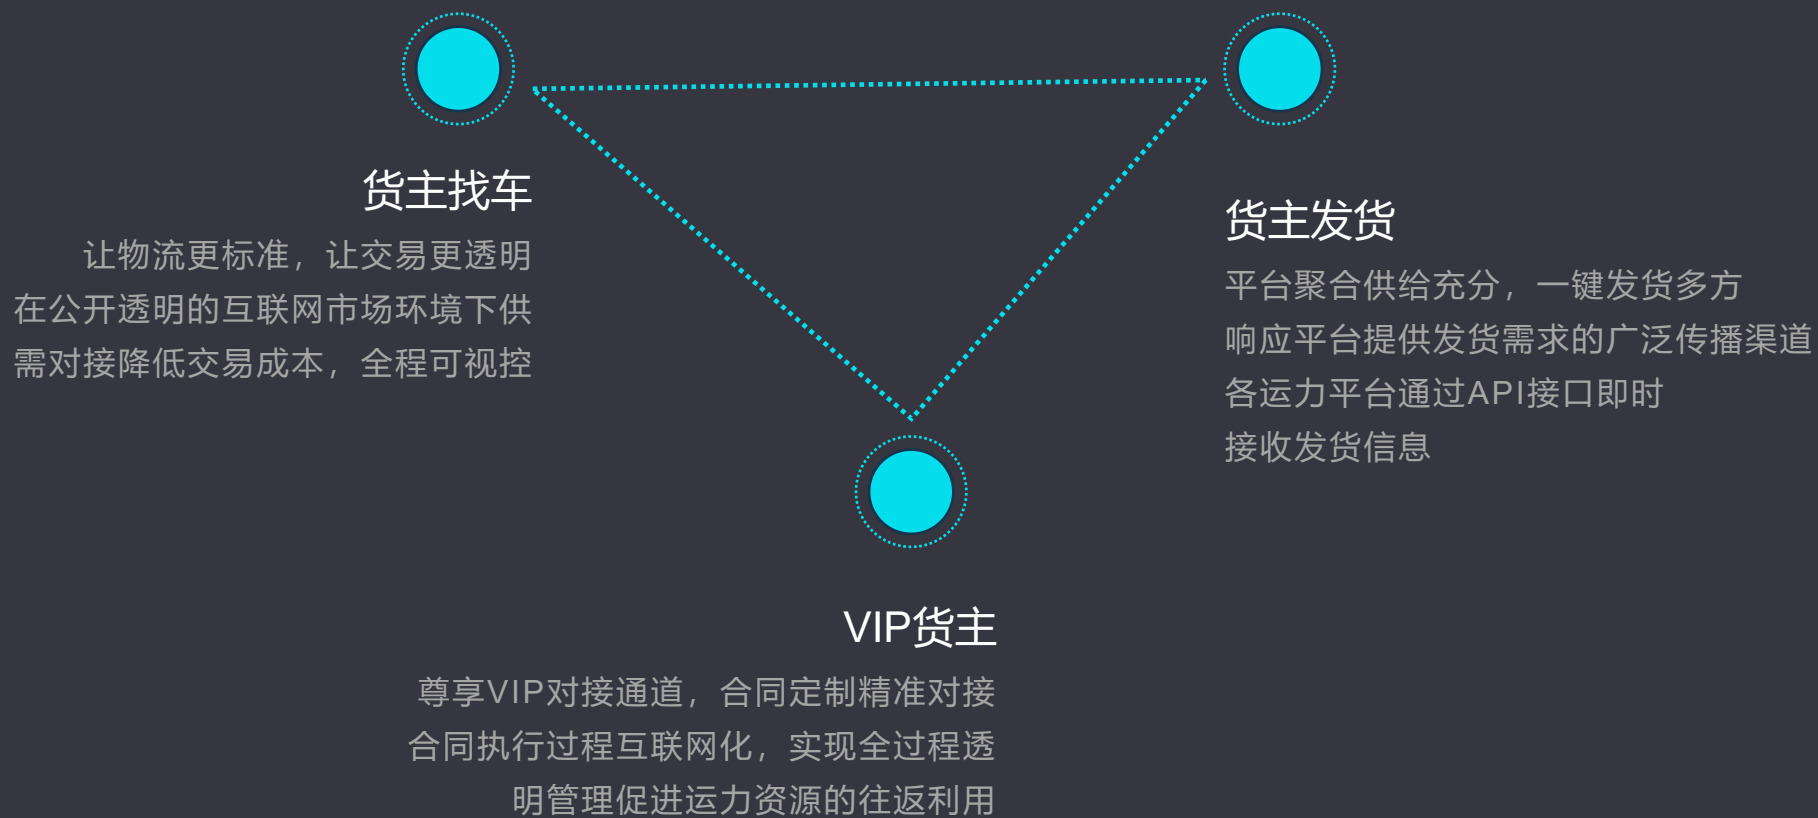 货主找车
让物流更标准，让交易更透明
在公开透明的互联网市场环境下供
需对接降低交易成本，全程可视控
货主发货
平台聚合供给充分，一键发货多方
响应平台提供发货需求的广泛传播渠道
各运力平台通过API接口即时
接收发货信息
VIP货主
尊享VIP对接通道，合同定制精准对接
合同执行过程互联网化，实现全过程透
明管理促进运力资源的往返利用